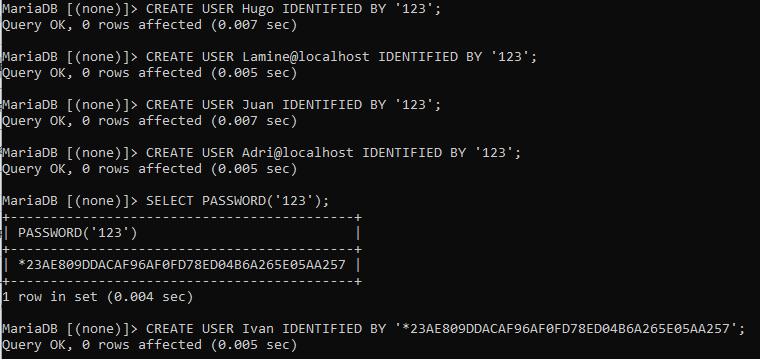 MariaDB [(none)]> CREATE USER Hugo IDENTIFIED BY '123';
Query OK, 0 rows affected (0.007 sec)
MariaDB [(none)]> CREATE USER Lamine@localhost IDENTIFIED BY '123';
Query OK, 0 rows affected (0.005 sec)
MariaDB [(none)]> CREATE USER Juan IDENTIFIED BY '123';
Query OK, 0 rows affected (0.007 sec)
MariaDB [(none)]> CREATE USER Adri@localhost IDENTIFIED BY '123';
Query OK, 0 rows affected (0.005 sec)
MariaDB [(none)]> SELECT PASSWORD('123');
+-------------------------------------------+
| PASSWORD('123')                           |
+-------------------------------------------+
| *23AE809DDACAF96AF0FD78ED04B6A265E05AA257 |
+-------------------------------------------+
1 row in set (0.004 sec)
MariaDB [(none)]> CREATE USER Ivan IDENTIFIED BY '*23AE809DDACAF96AF0FD78ED04B6A265E05AA257';
Query OK, 0 rows affected (0.005 sec)